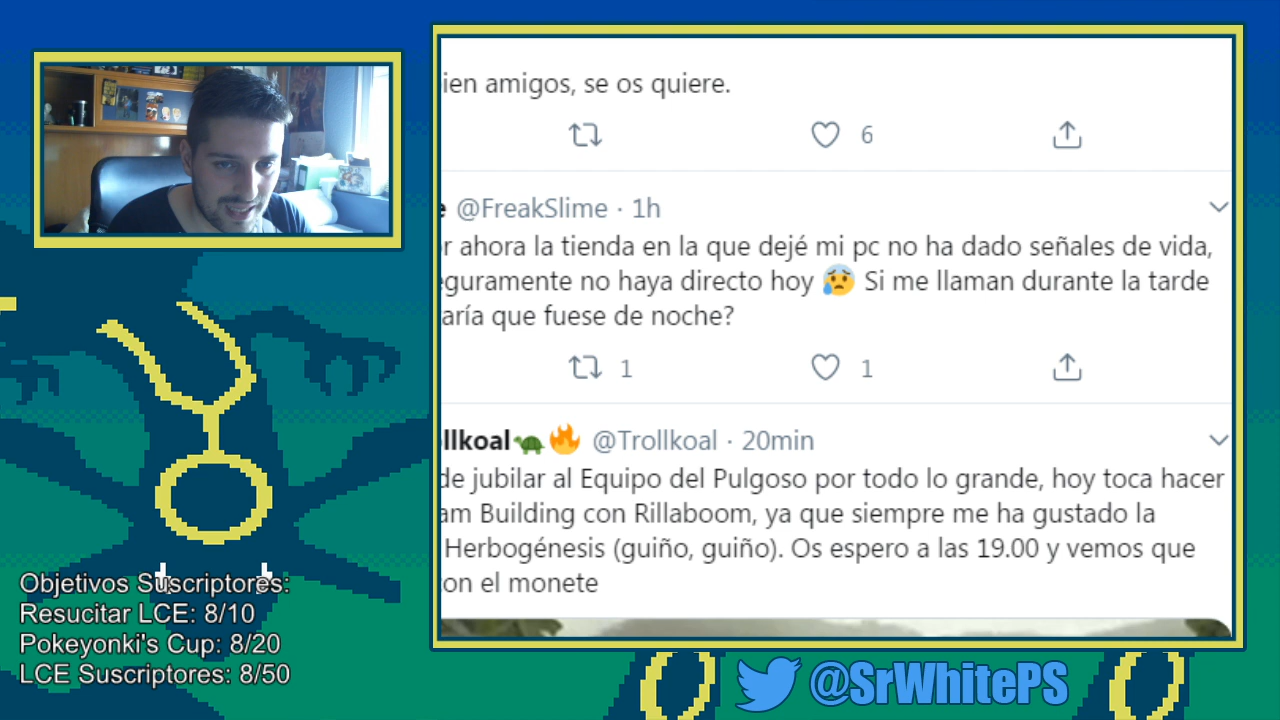 amigos, se os quiere.
6
@FreakSlime · 1h
ahora la tienda en la que dejé mi pc no ha dado señales de vida,
no haya directo hoy 😰 Si me llaman durante la tarde
que fuese de noche?
1 1
llkoal🐢🔥 @Trollkoal · 20min
de jubilar al Equipo del Pulgoso por todo lo grande, hoy toca hacer
am Building con Rillaboom, ya que siempre me ha gustado la
Herbogénesis (guiño, guiño). Os espero a las 19.00 y vemos que
on el monete
Objetivos Suscriptores:
Resucitar LCE: 8/10
Pokeyonki's Cup: 8/20
LCE Suscriptores: 8/50
@SrWhitePS